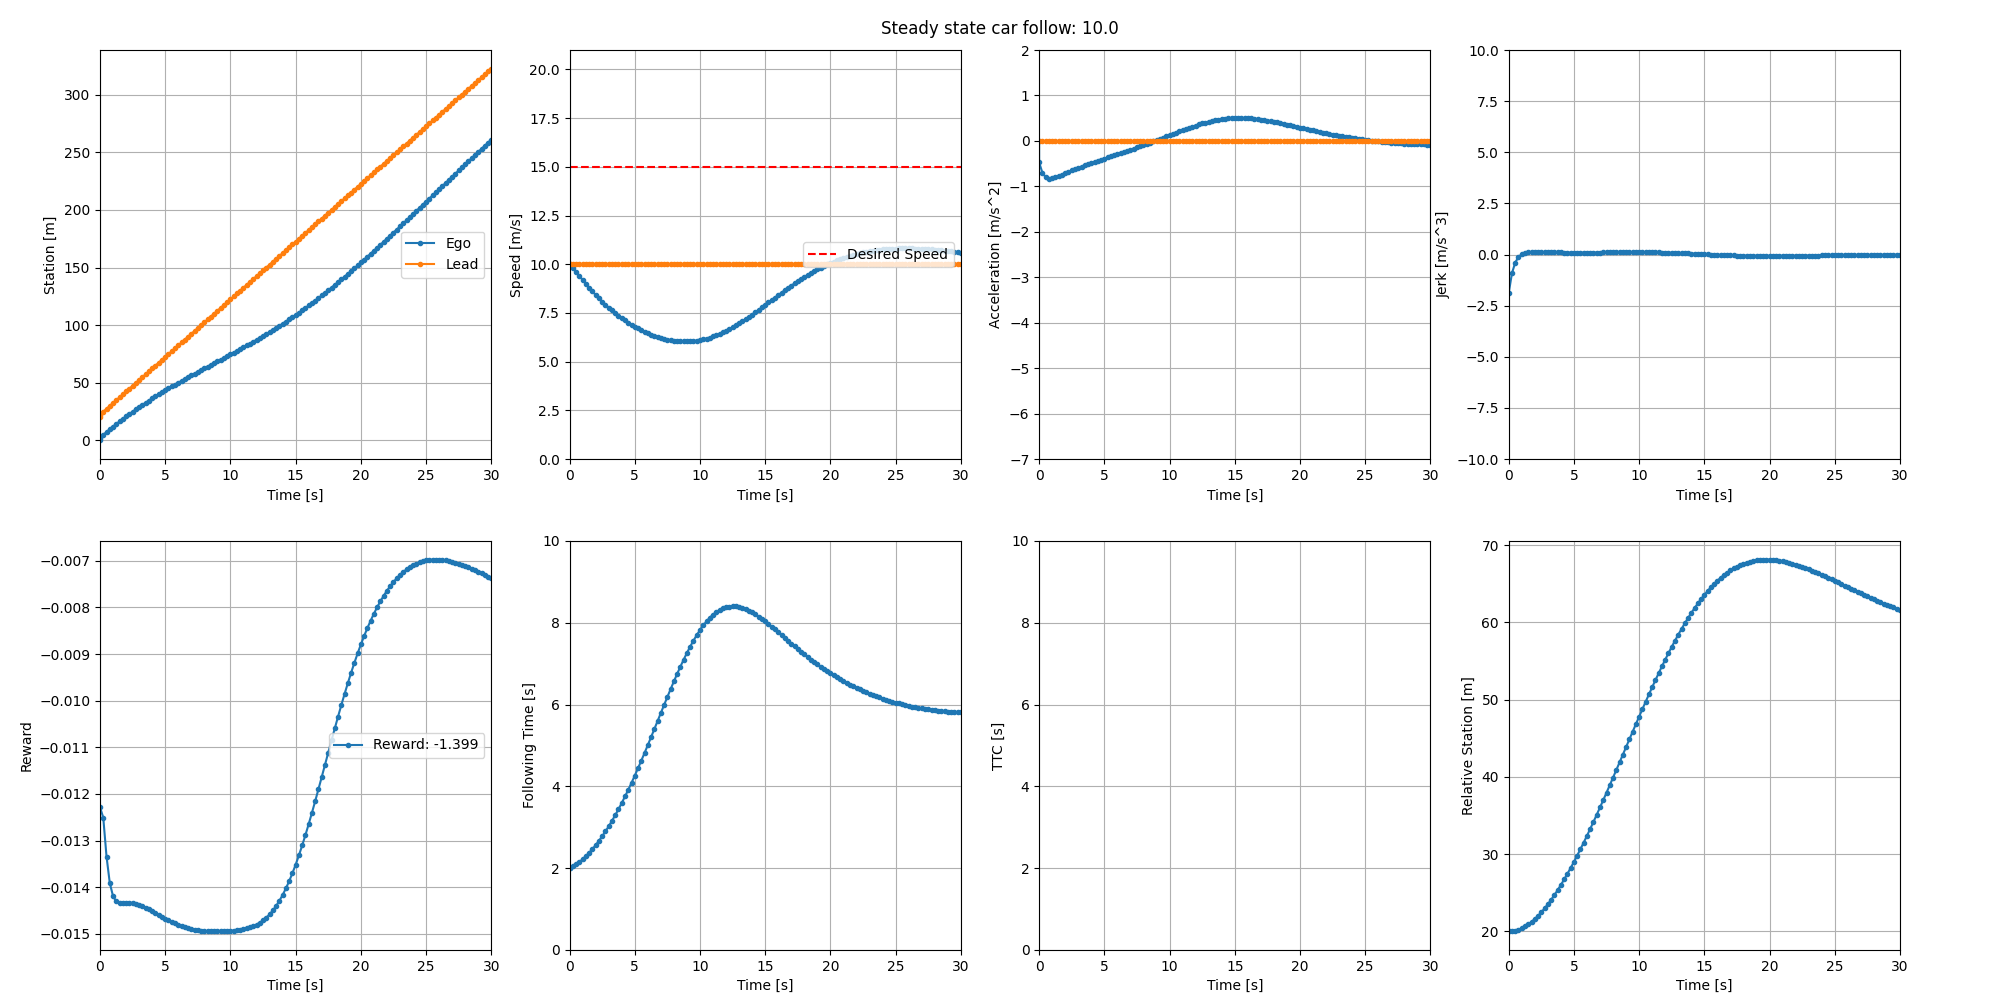 Steady state car follow: 10.0
Station [m]
300
250
200
150
100
50
0
Ego
Lead
0 5 10 15 20 25 30
Time [s]
Speed [m/s]
20.0
17.5
15.0
12.5
10.0
7.5
5.0
2.5
0.0
Desired Speed
0 5 10 15 20 25 30
Time [s]
Acceleration [m/s^2]
2
1
0
−1
−2
−3
−4
−5
−6
−7
0 5 10 15 20 25 30
Time [s]
Jerk [m/s^3]
10.0
7.5
5.0
2.5
0.0
−2.5
−5.0
−7.5
−10.0
0 5 10 15 20 25 30
Time [s]
Reward
−0.007
−0.008
−0.009
−0.010
−0.011
−0.012
−0.013
−0.014
−0.015
Reward: -1.399
0 5 10 15 20 25 30
Time [s]
Following Time [s]
10
8
6
4
2
0
0 5 10 15 20 25 30
Time [s]
TTC [s]
10
8
6
4
2
0
0 5 10 15 20 25 30
Time [s]
Relative Station [m]
70
60
50
40
30
20
0 5 10 15 20 25 30
Time [s]